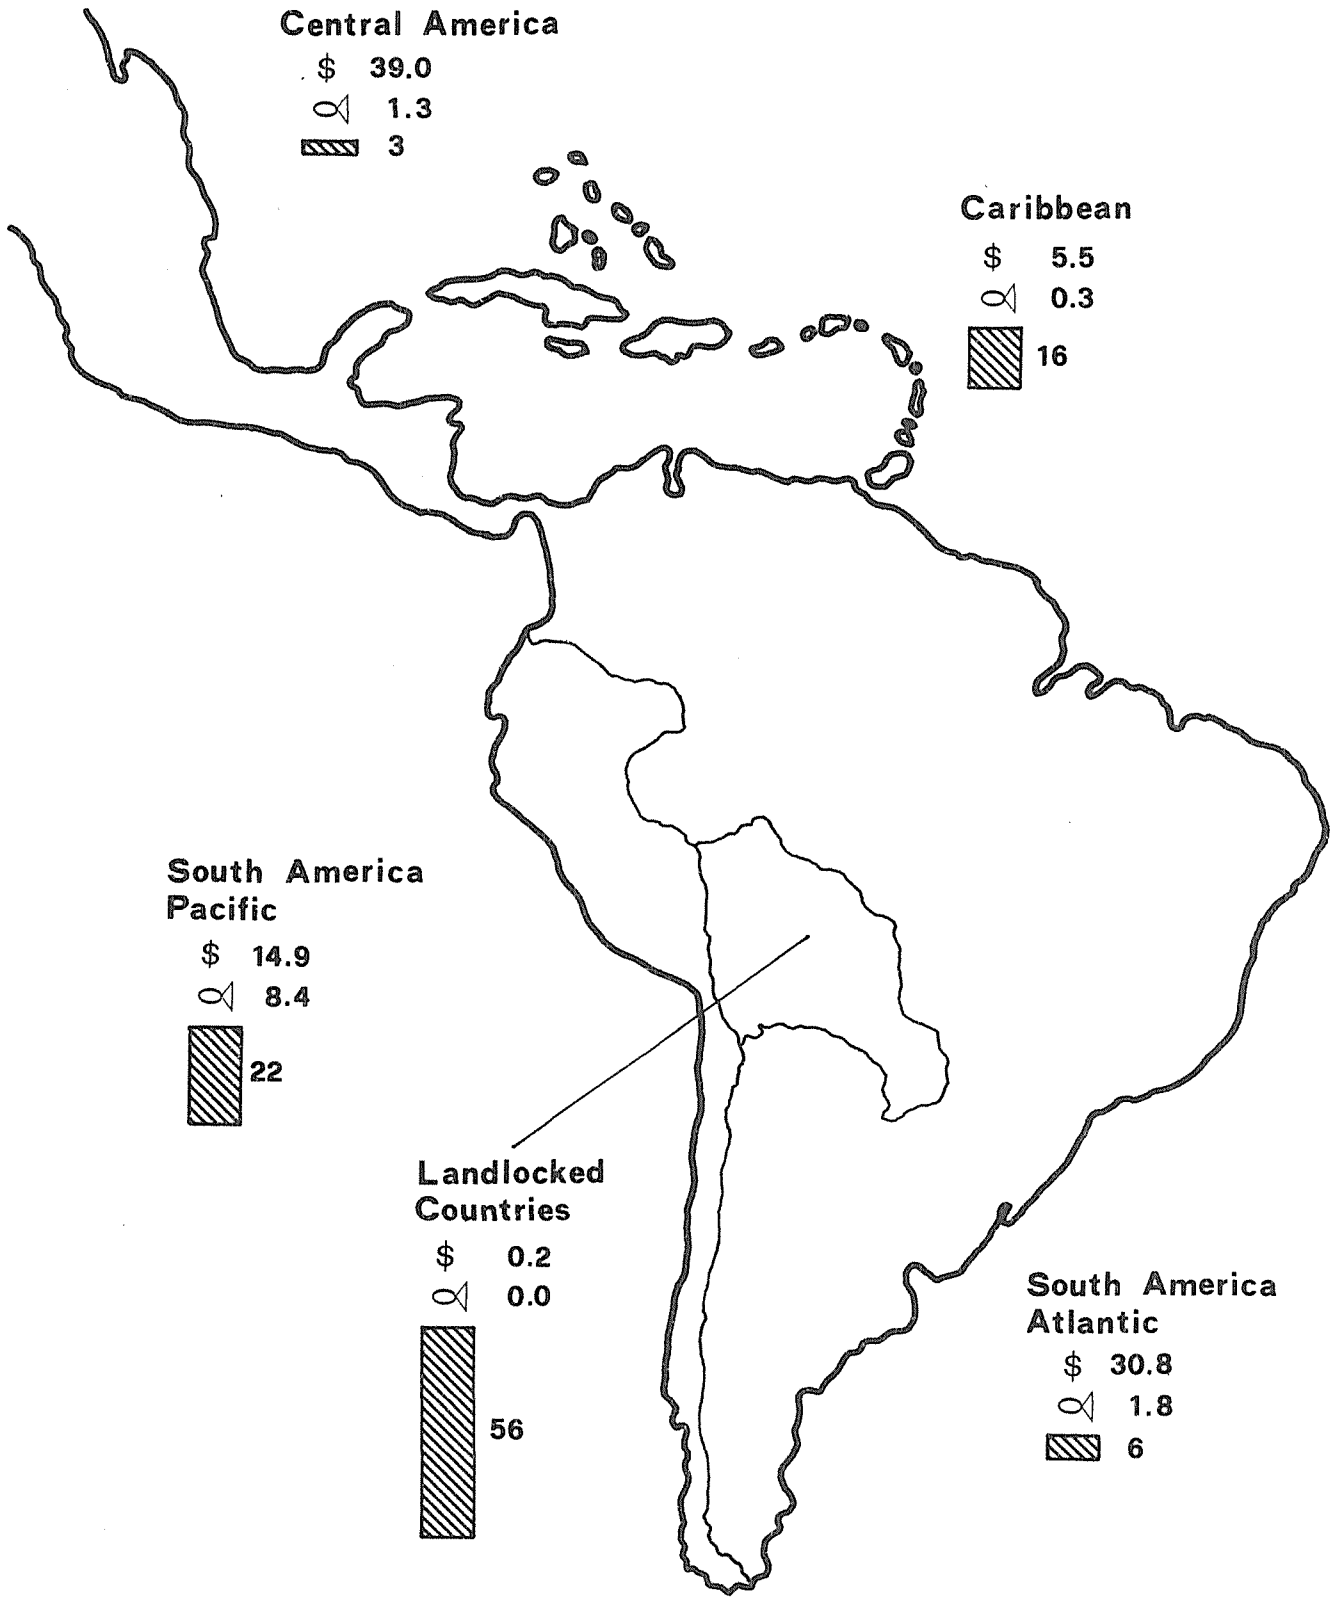 Central America
$ 39.0
1.3
3
Caribbean
$ 5.5
0.3
16
South America
Pacific
$ 14.9
8.4
22
Landlocked
Countries
$ 0.2
0.0
56
South America
Atlantic
$ 30.8
1.8
6